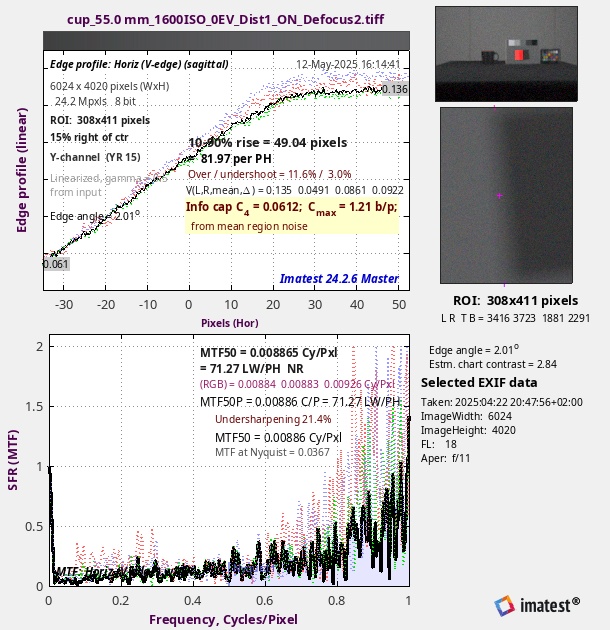 cup_55.0 mm_1600ISO_0EV_Dist1_ON_Defocus2.tiff
Edge profile: Horiz (V-edge) (sagittal)
12-May-2025 16:14:41
6024 x 4020 pixels (WxH)
24.2 Mpxls 8 bit
ROI: 308x411 pixels
15% right of ctr
Y-channel (YR 15)
Linearized, gamma
from input
Edge angle = 2.01°
0.136
10-90% rise = 49.04 pixels
81.97 per PH
Over / undershoot = 11.6% / 3.0%
V(L,R,mean,Δ) = 0.135 0.0491 0.0861 0.0922
Info cap C4 = 0.0612; Cmax = 1.21 b/p;
from mean region noise
0.061
Imatest 24.2.6 Master
Edge profile (linear)
-30 -20 -10 0 10 20 30 40 50
Pixels (Hor)
ROI: 308x411 pixels
L R T B = 3416 3723 1881 2291
Edge angle = 2.01°
Estm. chart contrast = 2.84
Selected EXIF data
Taken: 2025:04:22 20:47:56+02:00
ImageWidth: 6024
ImageHeight: 4020
FL: 18
Aper: f/11
MTF50 = 0.008865 Cy/Pxl
= 71.27 LW/PH NR
(RGB) = 0.00884 0.00883 0.00926 Cy/Pxl
MTF50P = 0.00886 C/P = 71.27 LW/PH
Undersharpening 21.4%
MTF50 = 0.00886 Cy/Pxl
MTF at Nyquist = 0.0367
MTF Horiz
SFR (MTF)
2
1.5
1
0.5
0
0 0.2 0.4 0.6 0.8 1
Frequency, Cycles/Pixel
imatest®